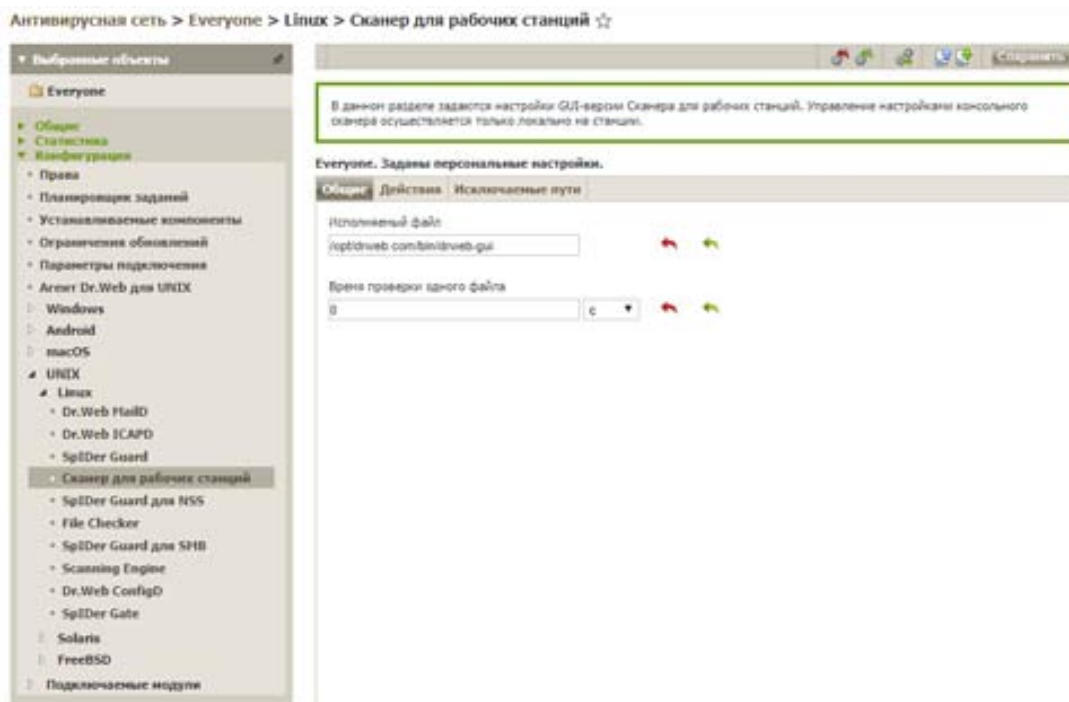 Антивирусная сеть > Everyone > Linux > Сканер для рабочих станций
Выбранные объекты
Everyone
Общие
Статистика
Конфигурация
Права
Планировщик заданий
Устанавливаемые компоненты
Ограничения обновлений
Параметры подключения
Агент Dr.Web для UNIX
Windows
Android
macOS
UNIX
Linux
Dr.Web MailD
Dr.Web ICAPD
SpIDer Guard
Сканер для рабочих станций
SpIDer Guard для NSS
File Checker
SpIDer Guard для SMB
Scanning Engine
Dr.Web ConfigD
SpIDer Gate
Solaris
FreeBSD
Подключаемые модули
Сохранить
В данном разделе задаются настройки GUI-версии Сканера для рабочих станций. Управление настройками консольного
сканера осуществляется только локально на станции.
Everyone. Заданы персональные настройки.
Общие Действия Исключаемые пути
Исполняемый файл
/opt/drweb.com/bin/drweb-gui
Время проверки одного файла
0 с